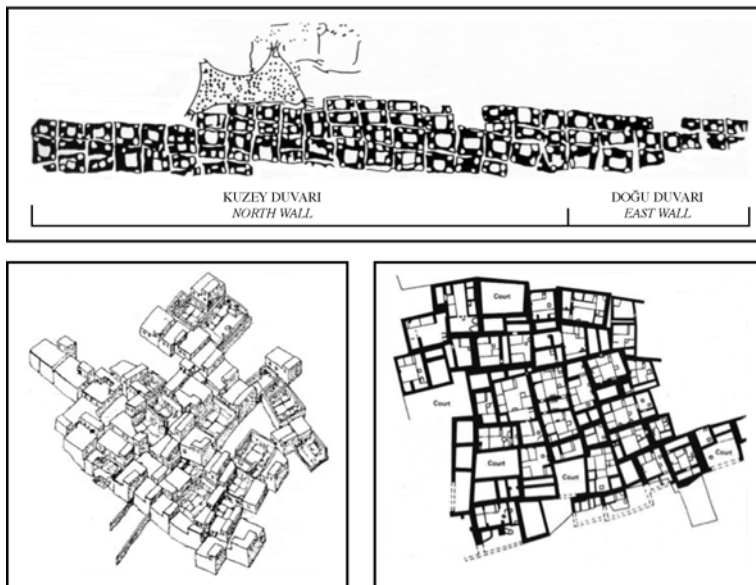 KUZEY DUVARI
NORTH WALL
DOĞU DUVARI
EAST WALL
Court
Court
Court
Court
Court